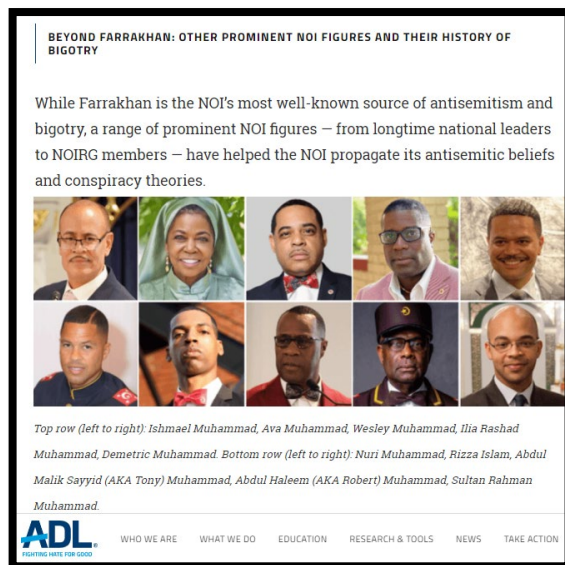 BEYOND FARRAKHAN: OTHER PROMINENT NOI FIGURES AND THEIR HISTORY OF
BIGOTRY
While Farrakhan is the NOI’s most well-known source of antisemitism and
bigotry, a range of prominent NOI figures — from longtime national leaders
to NOIRG members — have helped the NOI propagate its antisemitic beliefs
and conspiracy theories.
Top row (left to right): Ishmael Muhammad, Ava Muhammad, Wesley Muhammad, Ilia Rashad
Muhammad, Demetric Muhammad. Bottom row (left to right): Nuri Muhammad, Rizza Islam, Abdul
Malik Sayyid (AKA Tony) Muhammad, Abdul Haleem (AKA Robert) Muhammad, Sultan Rahman
Muhammad.
ADL®
FIGHTING HATE FOR GOOD
WHO WE ARE WHAT WE DO EDUCATION RESEARCH & TOOLS NEWS TAKE ACTION